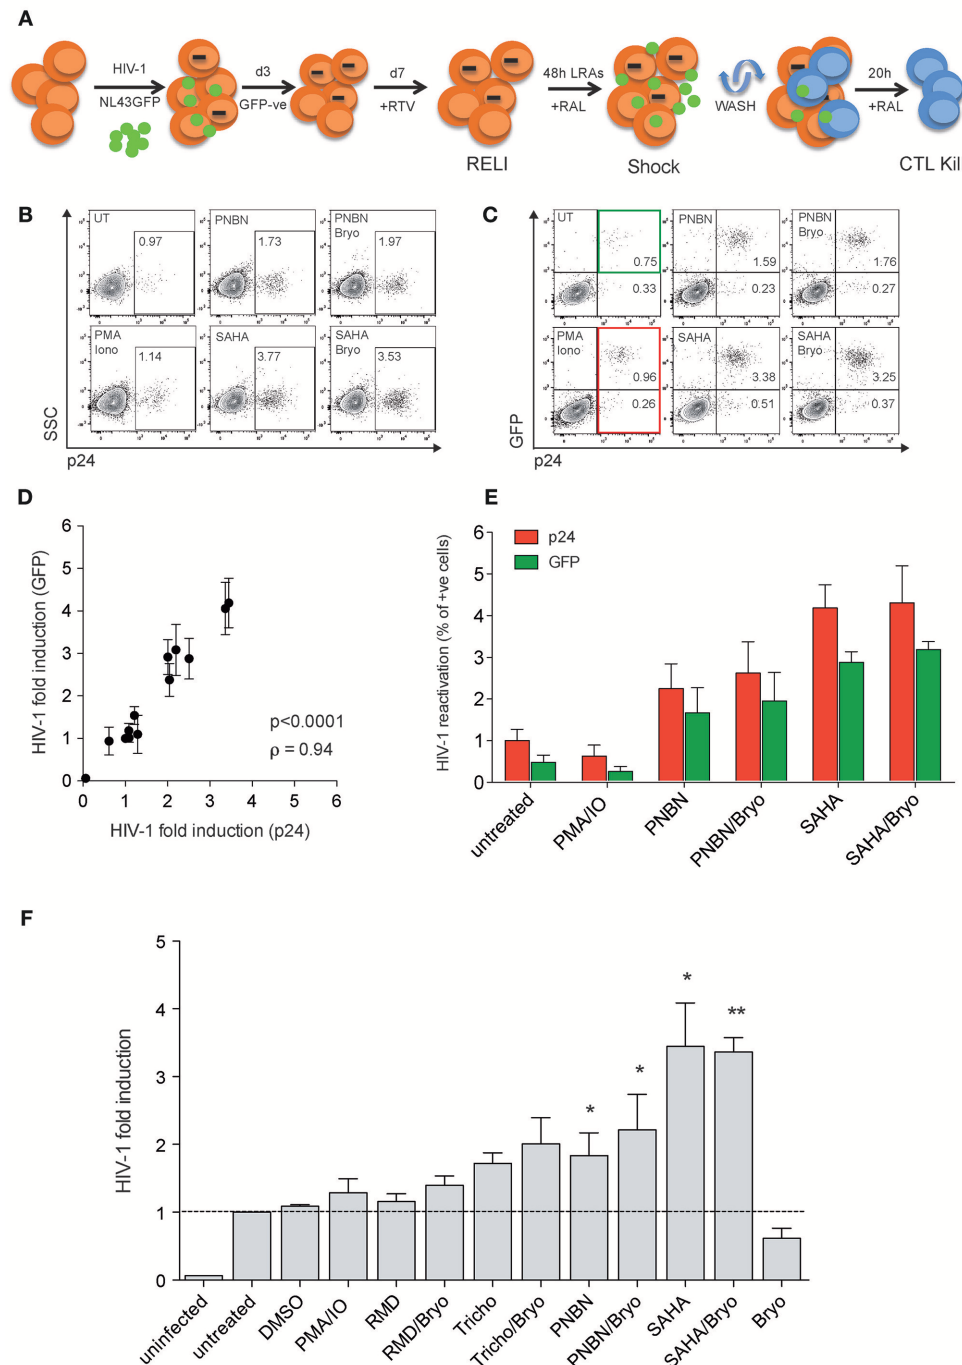 A
HIV-1
NL43GFP
d3
GFP-ve
d7
+RTV
48h LRAs
+RAL
WASH
20h
+RAL
RELI
Shock
CTL Kill
B
UT
0.97
PNBN
1.73
PNBN
Bryo
1.97
PMA
Iono
1.14
SAHA
3.77
SAHA
Bryo
3.53
SSC
p24
C
UT
0.75
0.33
PNBN
1.59
0.23
PNBN
Bryo
1.76
0.27
PMA
Iono
0.96
0.26
SAHA
3.38
0.51
SAHA
Bryo
3.25
0.37
GFP
p24
D
HIV-1 fold induction (GFP)
6
5
4
3
2
1
0
0 1 2 3 4 5 6
p<0.0001
ρ = 0.94
HIV-1 fold induction (p24)
E
HIV-1 reactivation (% of +ve cells)
6
5
4
3
2
1
0
p24
GFP
untreated
PMA/IO
PNBN
PNBN/Bryo
SAHA
SAHA/Bryo
F
HIV-1 fold induction
5
4
3
2
1
0
*
*
*
**
uninfected
untreated
DMSO
PMA/IO
RMD
RMD/Bryo
Tricho
Tricho/Bryo
PNBN
PNBN/Bryo
SAHA
SAHA/Bryo
Bryo